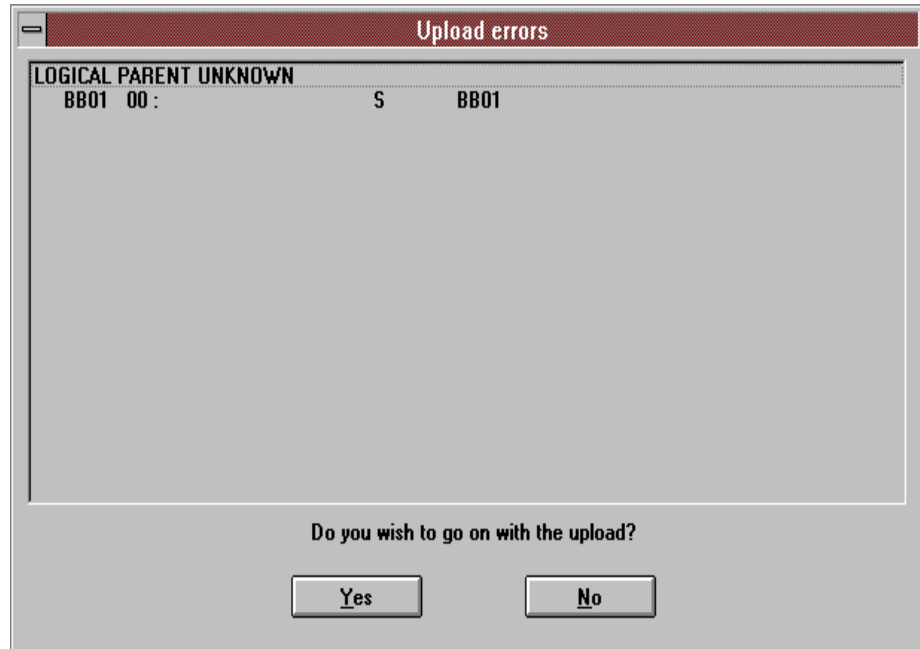 Upload errors
LOGICAL PARENT UNKNOWN
BB01 00 : S BB01
Do you wish to go on with the upload?
Yes No